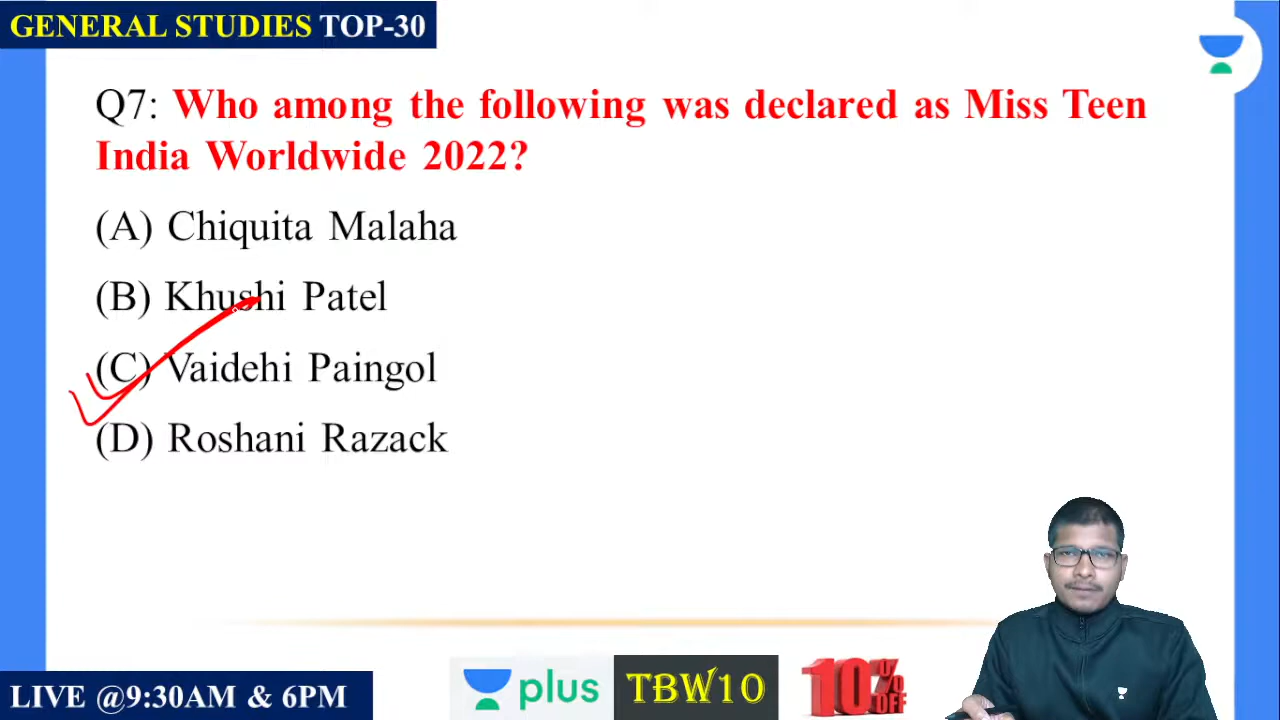 GENERAL STUDIES TOP-30
Q7: Who among the following was declared as Miss Teen
India Worldwide 2022?
(A) Chiquita Malaha
(B) Khushi Patel
(C) Vaidehi Paingol
(D) Roshani Razack
LIVE @9:30AM & 6PM
plus
TBW10
10% OFF